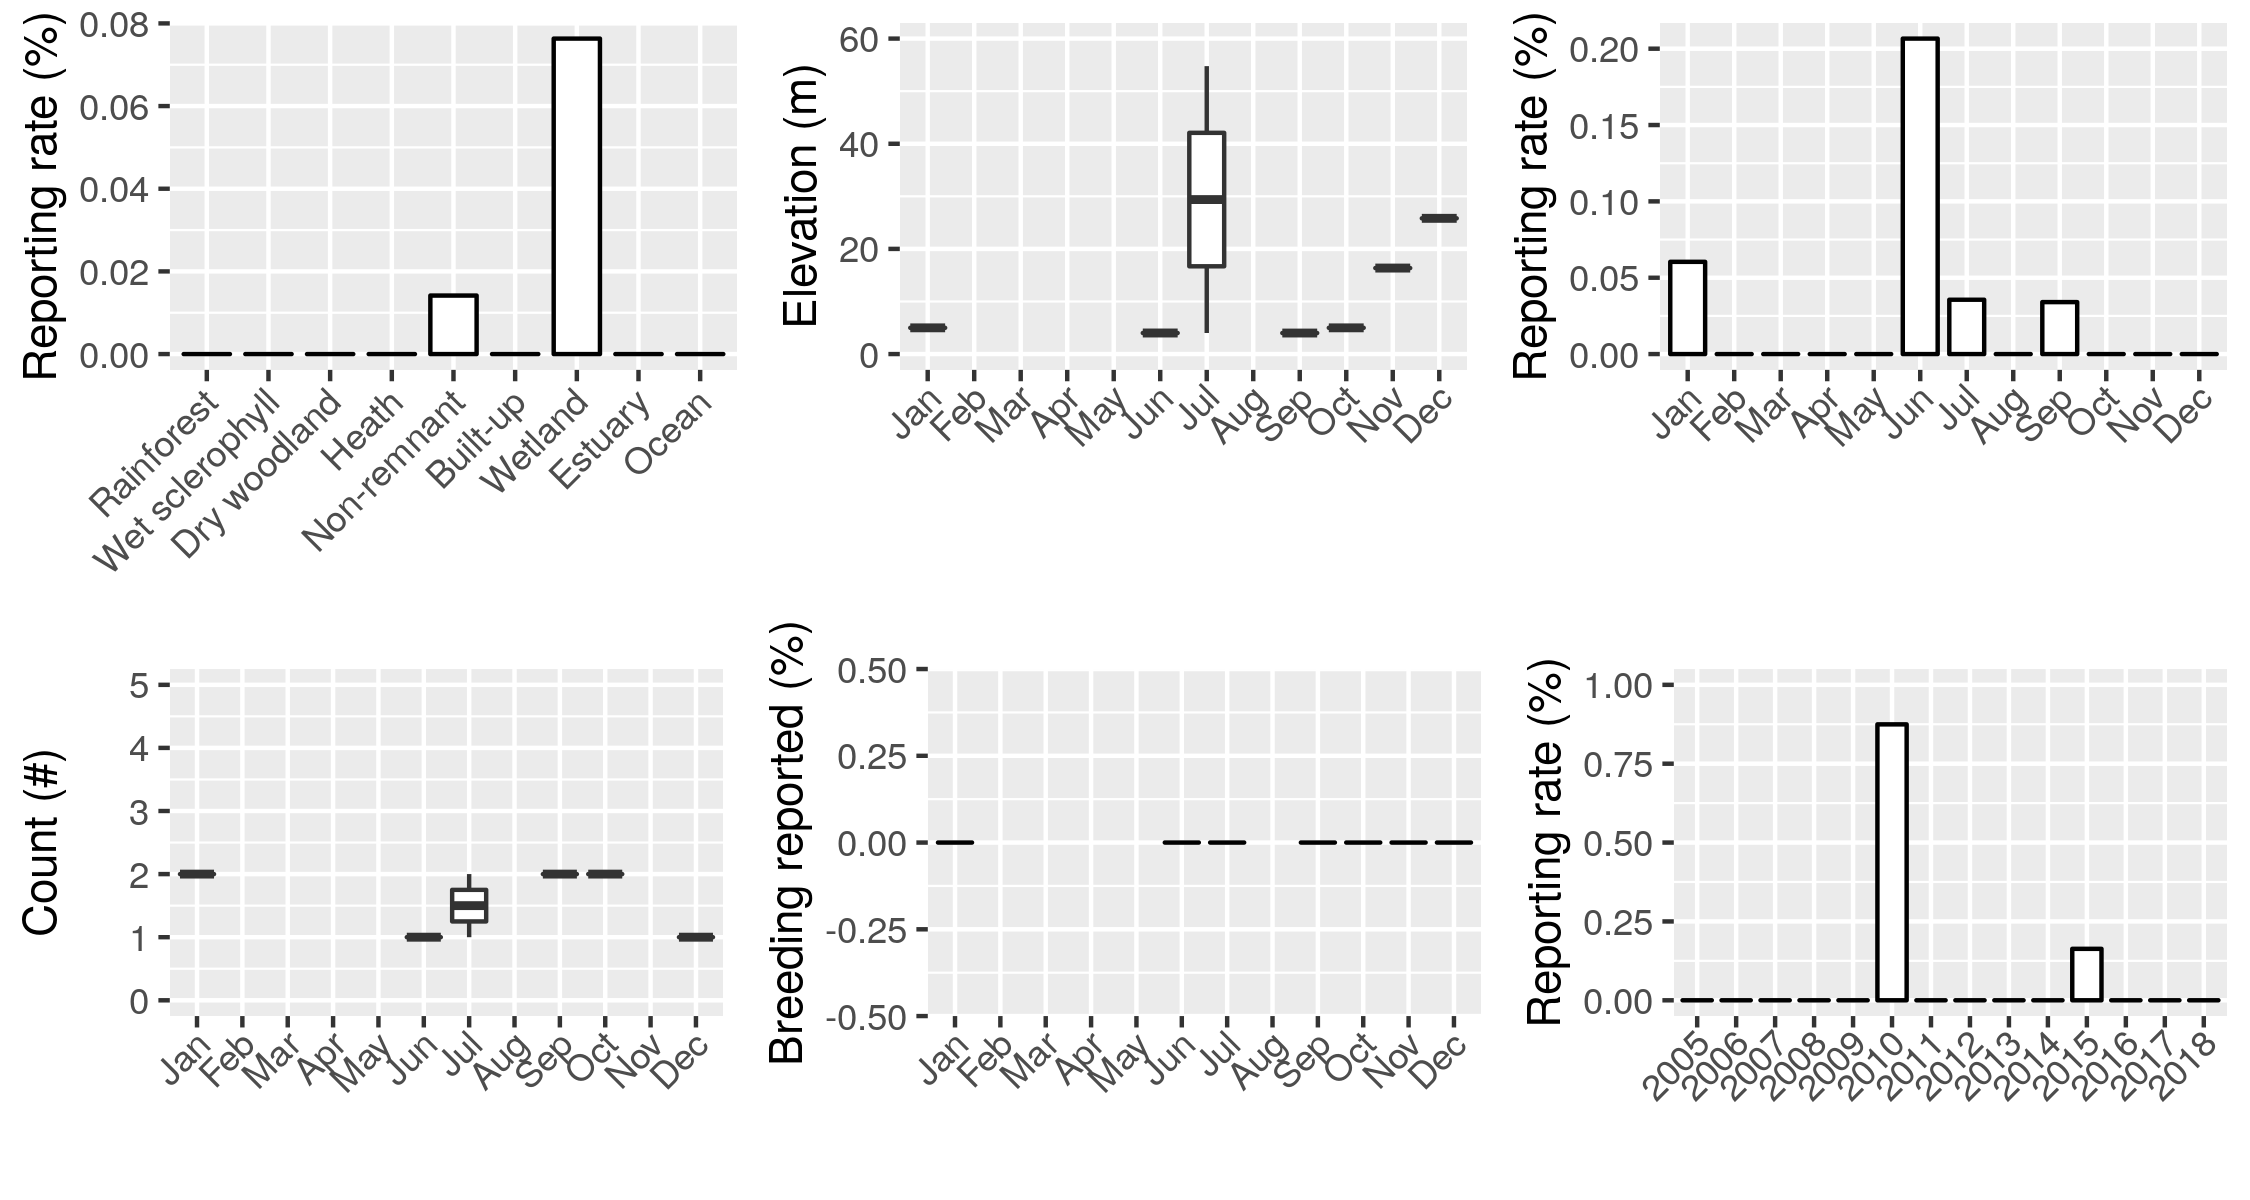 Reporting rate (%)
0.08
0.06
0.04
0.02
0.00
Rainforest
Wet sclerophyll
Dry woodland
Heath
Non-remnant
Built-up
Wetland
Estuary
Ocean
Elevation (m)
60
40
20
0
Jan
Feb
Mar
Apr
May
Jun
Jul
Aug
Sep
Oct
Nov
Dec
Reporting rate (%)
0.20
0.15
0.10
0.05
0.00
Jan
Feb
Mar
Apr
May
Jun
Jul
Aug
Sep
Oct
Nov
Dec
Count (#)
5
4
3
2
1
0
Jan
Feb
Mar
Apr
May
Jun
Jul
Aug
Sep
Oct
Nov
Dec
Breeding reported (%)
0.50
0.25
0.00
-0.25
-0.50
Jan
Feb
Mar
Apr
May
Jun
Jul
Aug
Sep
Oct
Nov
Dec
Reporting rate (%)
1.00
0.75
0.50
0.25
0.00
2005
2006
2007
2008
2009
2010
2011
2012
2013
2014
2015
2016
2017
2018